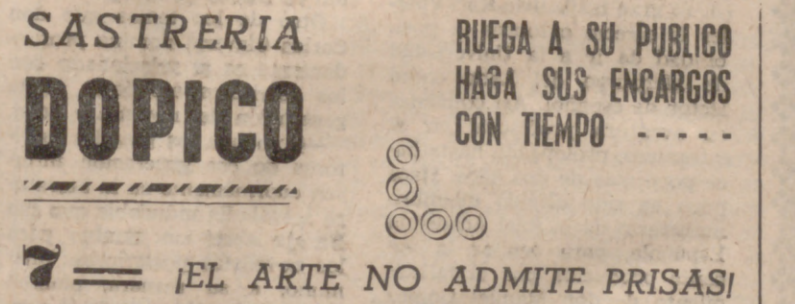 SASTRERIA
DOPICO
RUEGA A SU PUBLICO
HAGA SUS ENCARGOS
CON TIEMPO - - - - -
7 == ¡EL ARTE NO ADMITE PRISAS!